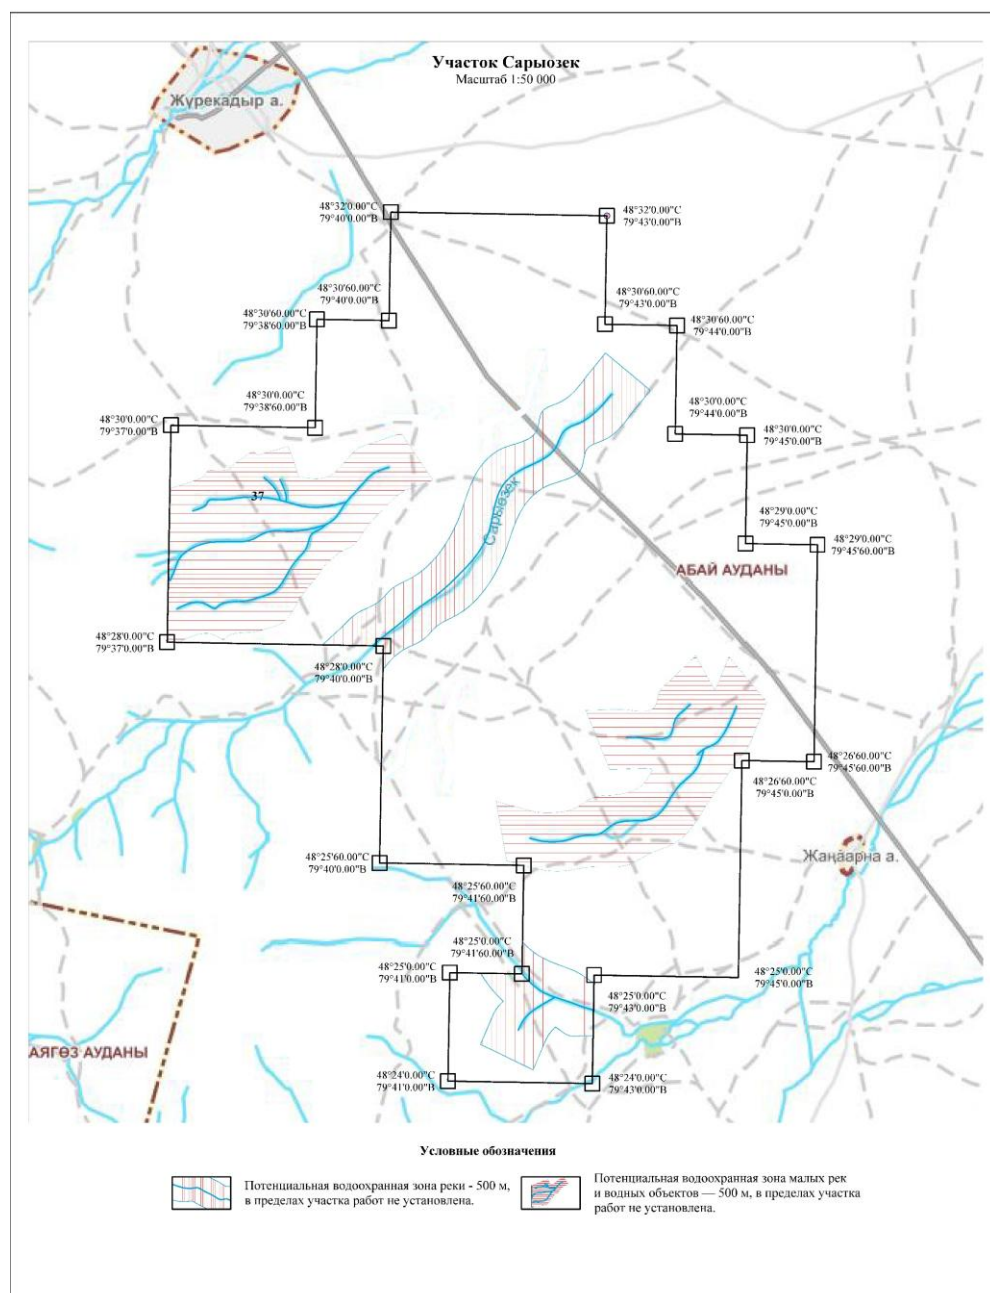 Участок Сарыозек
Масштаб 1:50 000
Жүрекадыр а.
48°32'0.00"С
79°40'0.00"В
48°32'0.00"С
79°43'0.00"В
48°30'60.00"С
79°40'0.00"В
48°30'60.00"С
79°43'0.00"В
48°30'60.00"С
79°38'60.00"В
48°30'60.00"С
79°44'0.00"В
48°30'0.00"С
79°38'60.00"В
48°30'0.00"С
79°44'0.00"В
48°30'0.00"С
79°37'0.00"В
48°30'0.00"С
79°45'0.00"В
37
Сарыөзек
48°29'0.00"С
79°45'0.00"В
48°29'0.00"С
79°45'60.00"В
АБАЙ АУДАНЫ
48°28'0.00"С
79°37'0.00"В
48°28'0.00"С
79°40'0.00"В
48°26'60.00"С
79°45'60.00"В
48°26'60.00"С
79°45'0.00"В
Жаңаарна а.
48°25'60.00"С
79°40'0.00"В
48°25'60.00"С
79°41'60.00"В
48°25'0.00"С
79°41'60.00"В
48°25'0.00"С
79°41'0.00"В
48°25'0.00"С
79°45'0.00"В
48°25'0.00"С
79°43'0.00"В
АЯГӨЗ АУДАНЫ
48°24'0.00"С
79°41'0.00"В
48°24'0.00"С
79°43'0.00"В
Условные обозначения
Потенциальная водоохранная зона реки - 500 м,
в пределах участка работ не установлена.
Потенциальная водоохранная зона малых рек
и водных объектов — 500 м, в пределах участка
работ не установлена.